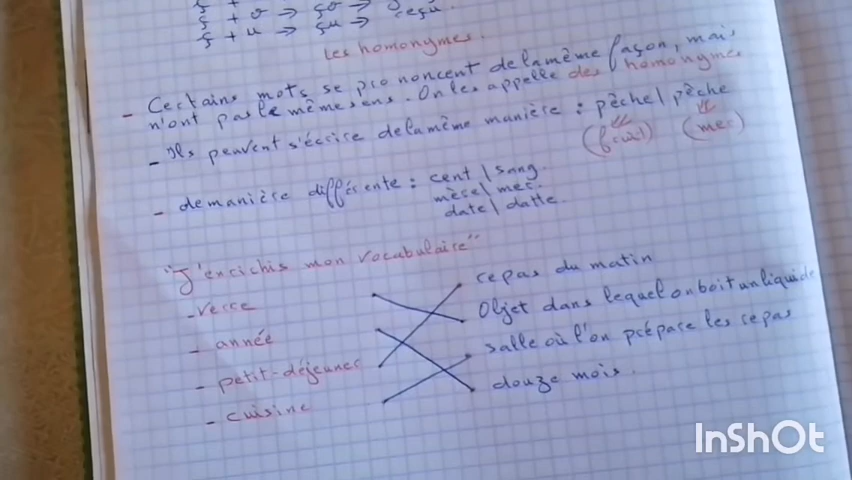 ç + o → ço →
ç + u → çu → reçu.
Les homonymes.
- Certains mots se prononcent de la même façon, mais
n'ont pas le même sens. On les appelle des homonymes
- Ils peuvent s'écrire de la même manière : pêche / pêche
(fruit) (mer)
- de manière différente : cent / sang.
mère / mer.
date / datte.
"J'enrichis mon vocabulaire"
- verre
repas du matin
- année
Objet dans lequel on boit un liquide
- petit-déjeuner
salle où l'on prépare les repas
- cuisine
douze mois.
InShOt